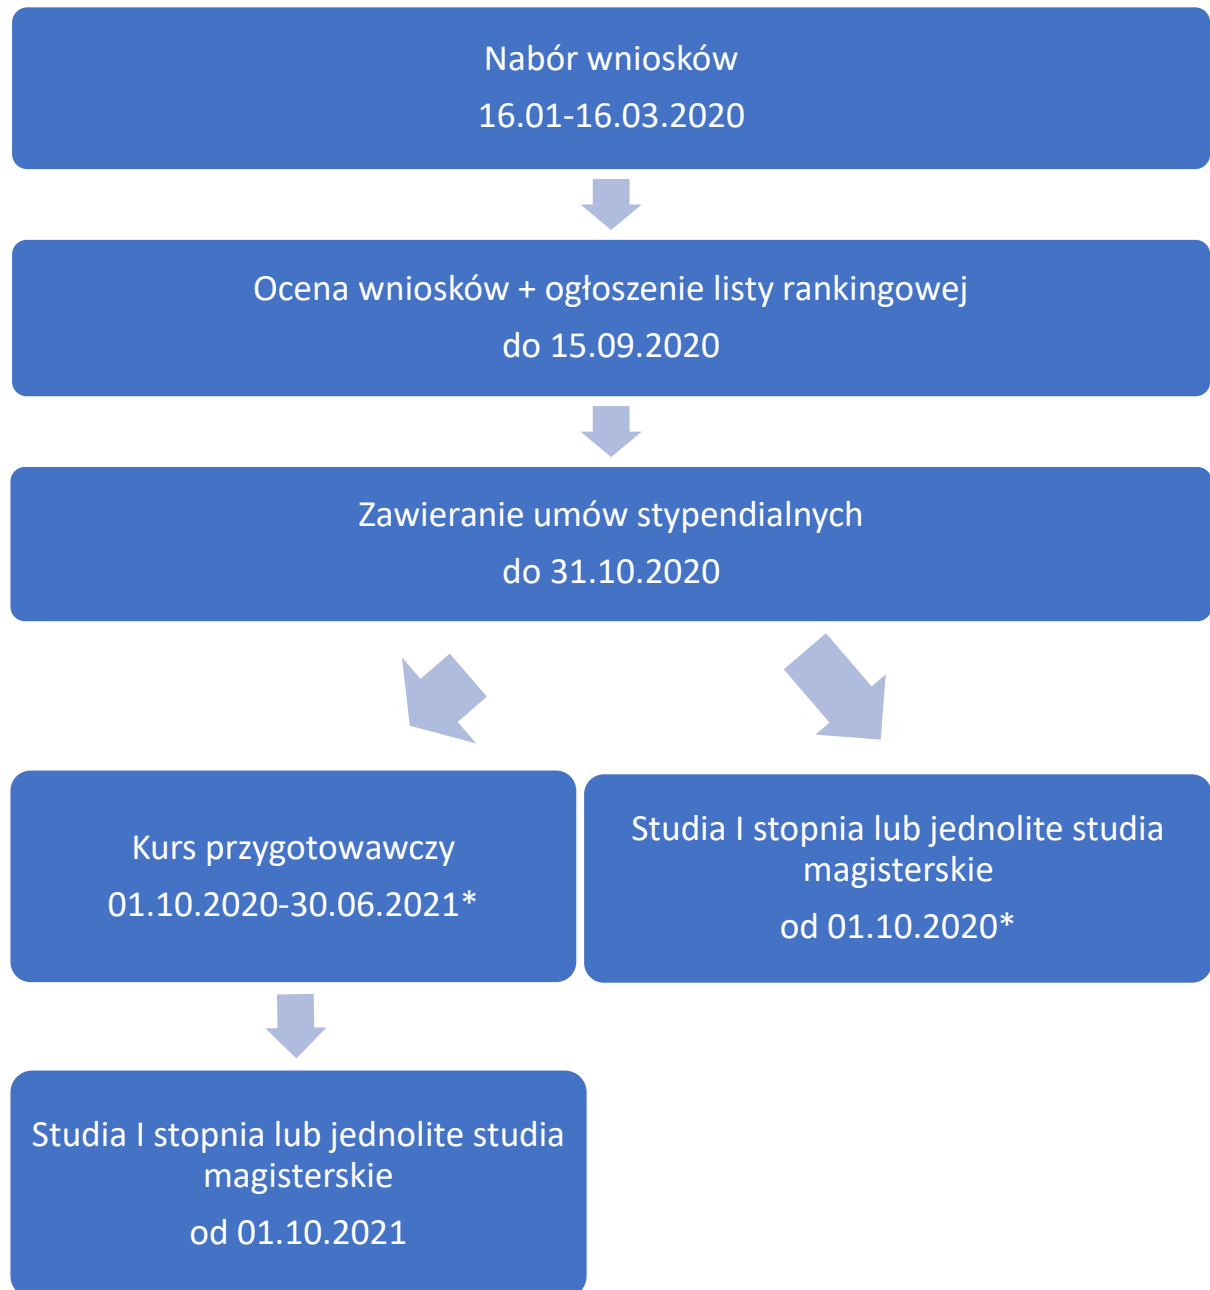 Nabór wniosków
16.01-16.03.2020
Ocena wniosków + ogłoszenie listy rankingowej
do 15.09.2020
Zawieranie umów stypendialnych
do 31.10.2020
Kurs przygotowawczy
01.10.2020-30.06.2021*
Studia I stopnia lub jednolite studia
magisterskie
od 01.10.2020*
Studia I stopnia lub jednolite studia
magisterskie
od 01.10.2021